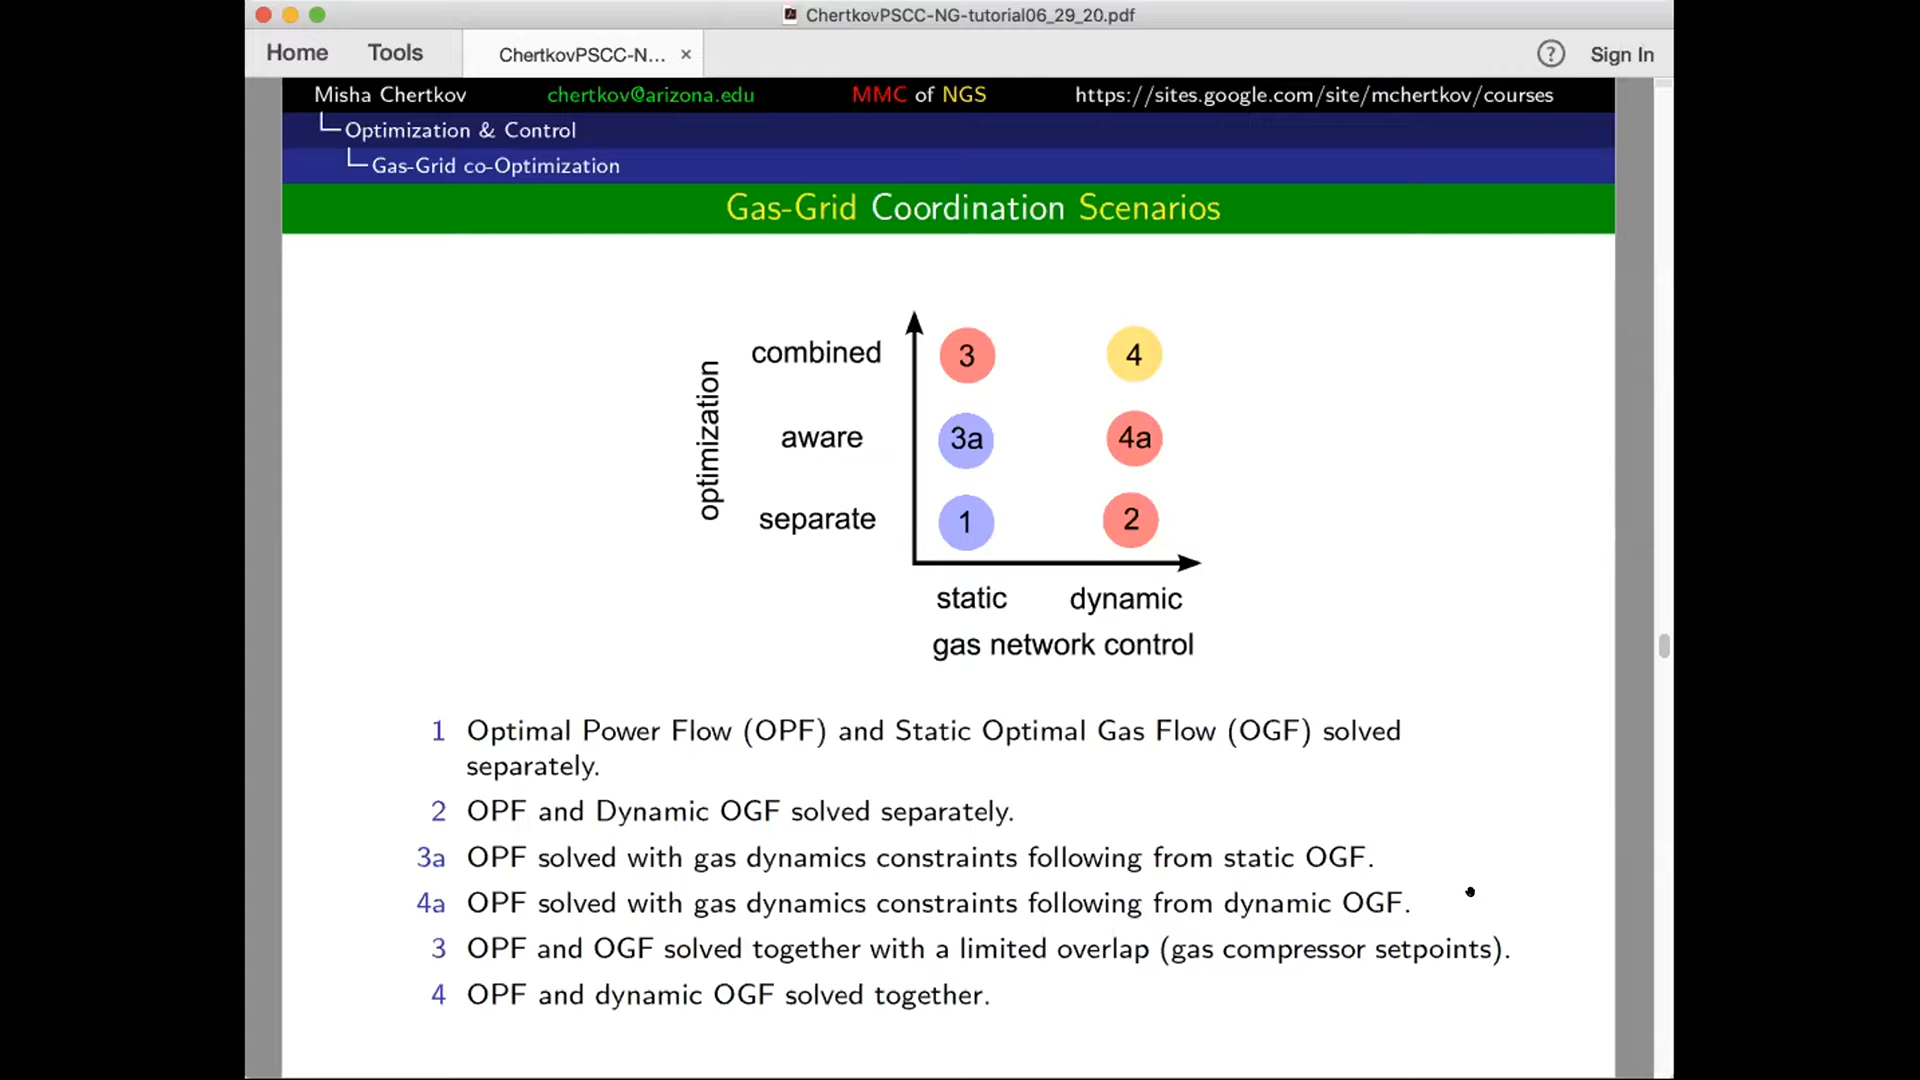 ChertkovPSCC-NG-tutorial06_29_20.pdf
Home Tools ChertkovPSCC-N... × ? Sign In
Misha Chertkov chertkov@arizona.edu MMC of NGS https://sites.google.com/site/mchertkov/courses
Optimization & Control
Gas-Grid co-Optimization
Gas-Grid Coordination Scenarios
optimization
combined 3 4
aware 3a 4a
separate 1 2
static dynamic
gas network control
1 Optimal Power Flow (OPF) and Static Optimal Gas Flow (OGF) solved
separately.
2 OPF and Dynamic OGF solved separately.
3a OPF solved with gas dynamics constraints following from static OGF.
4a OPF solved with gas dynamics constraints following from dynamic OGF.
3 OPF and OGF solved together with a limited overlap (gas compressor setpoints).
4 OPF and dynamic OGF solved together.